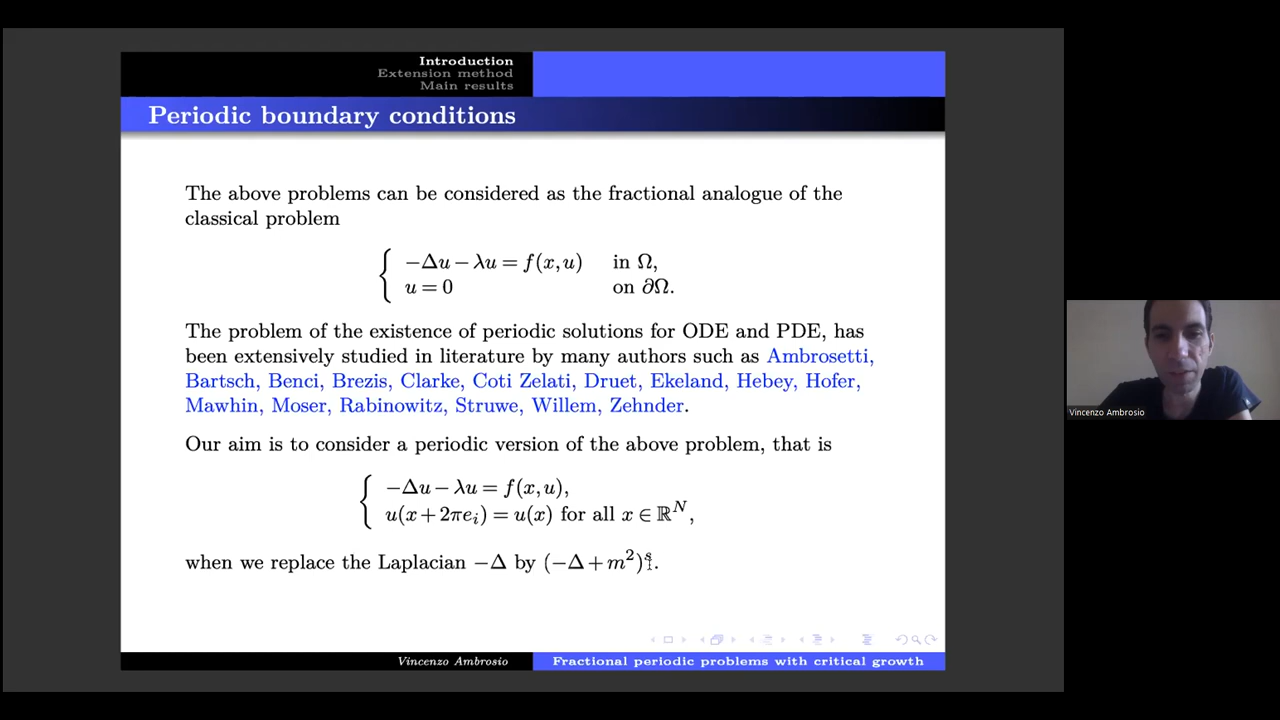 Introduction
Extension method
Main results
Periodic boundary conditions
The above problems can be considered as the fractional analogue of the
classical problem
−Δu − λu = f(x, u) in Ω,
u = 0 on ∂Ω.
The problem of the existence of periodic solutions for ODE and PDE, has
been extensively studied in literature by many authors such as Ambrosetti,
Bartsch, Benci, Brezis, Clarke, Coti Zelati, Druet, Ekeland, Hebey, Hofer,
Mawhin, Moser, Rabinowitz, Struwe, Willem, Zehnder.
Our aim is to consider a periodic version of the above problem, that is
−Δu − λu = f(x, u),
u(x + 2πeᵢ) = u(x) for all x ∈ ℝᴺ,
when we replace the Laplacian −Δ by (−Δ + m²)ˢ.
Vincenzo Ambrosio
Vincenzo Ambrosio Fractional periodic problems with critical growth